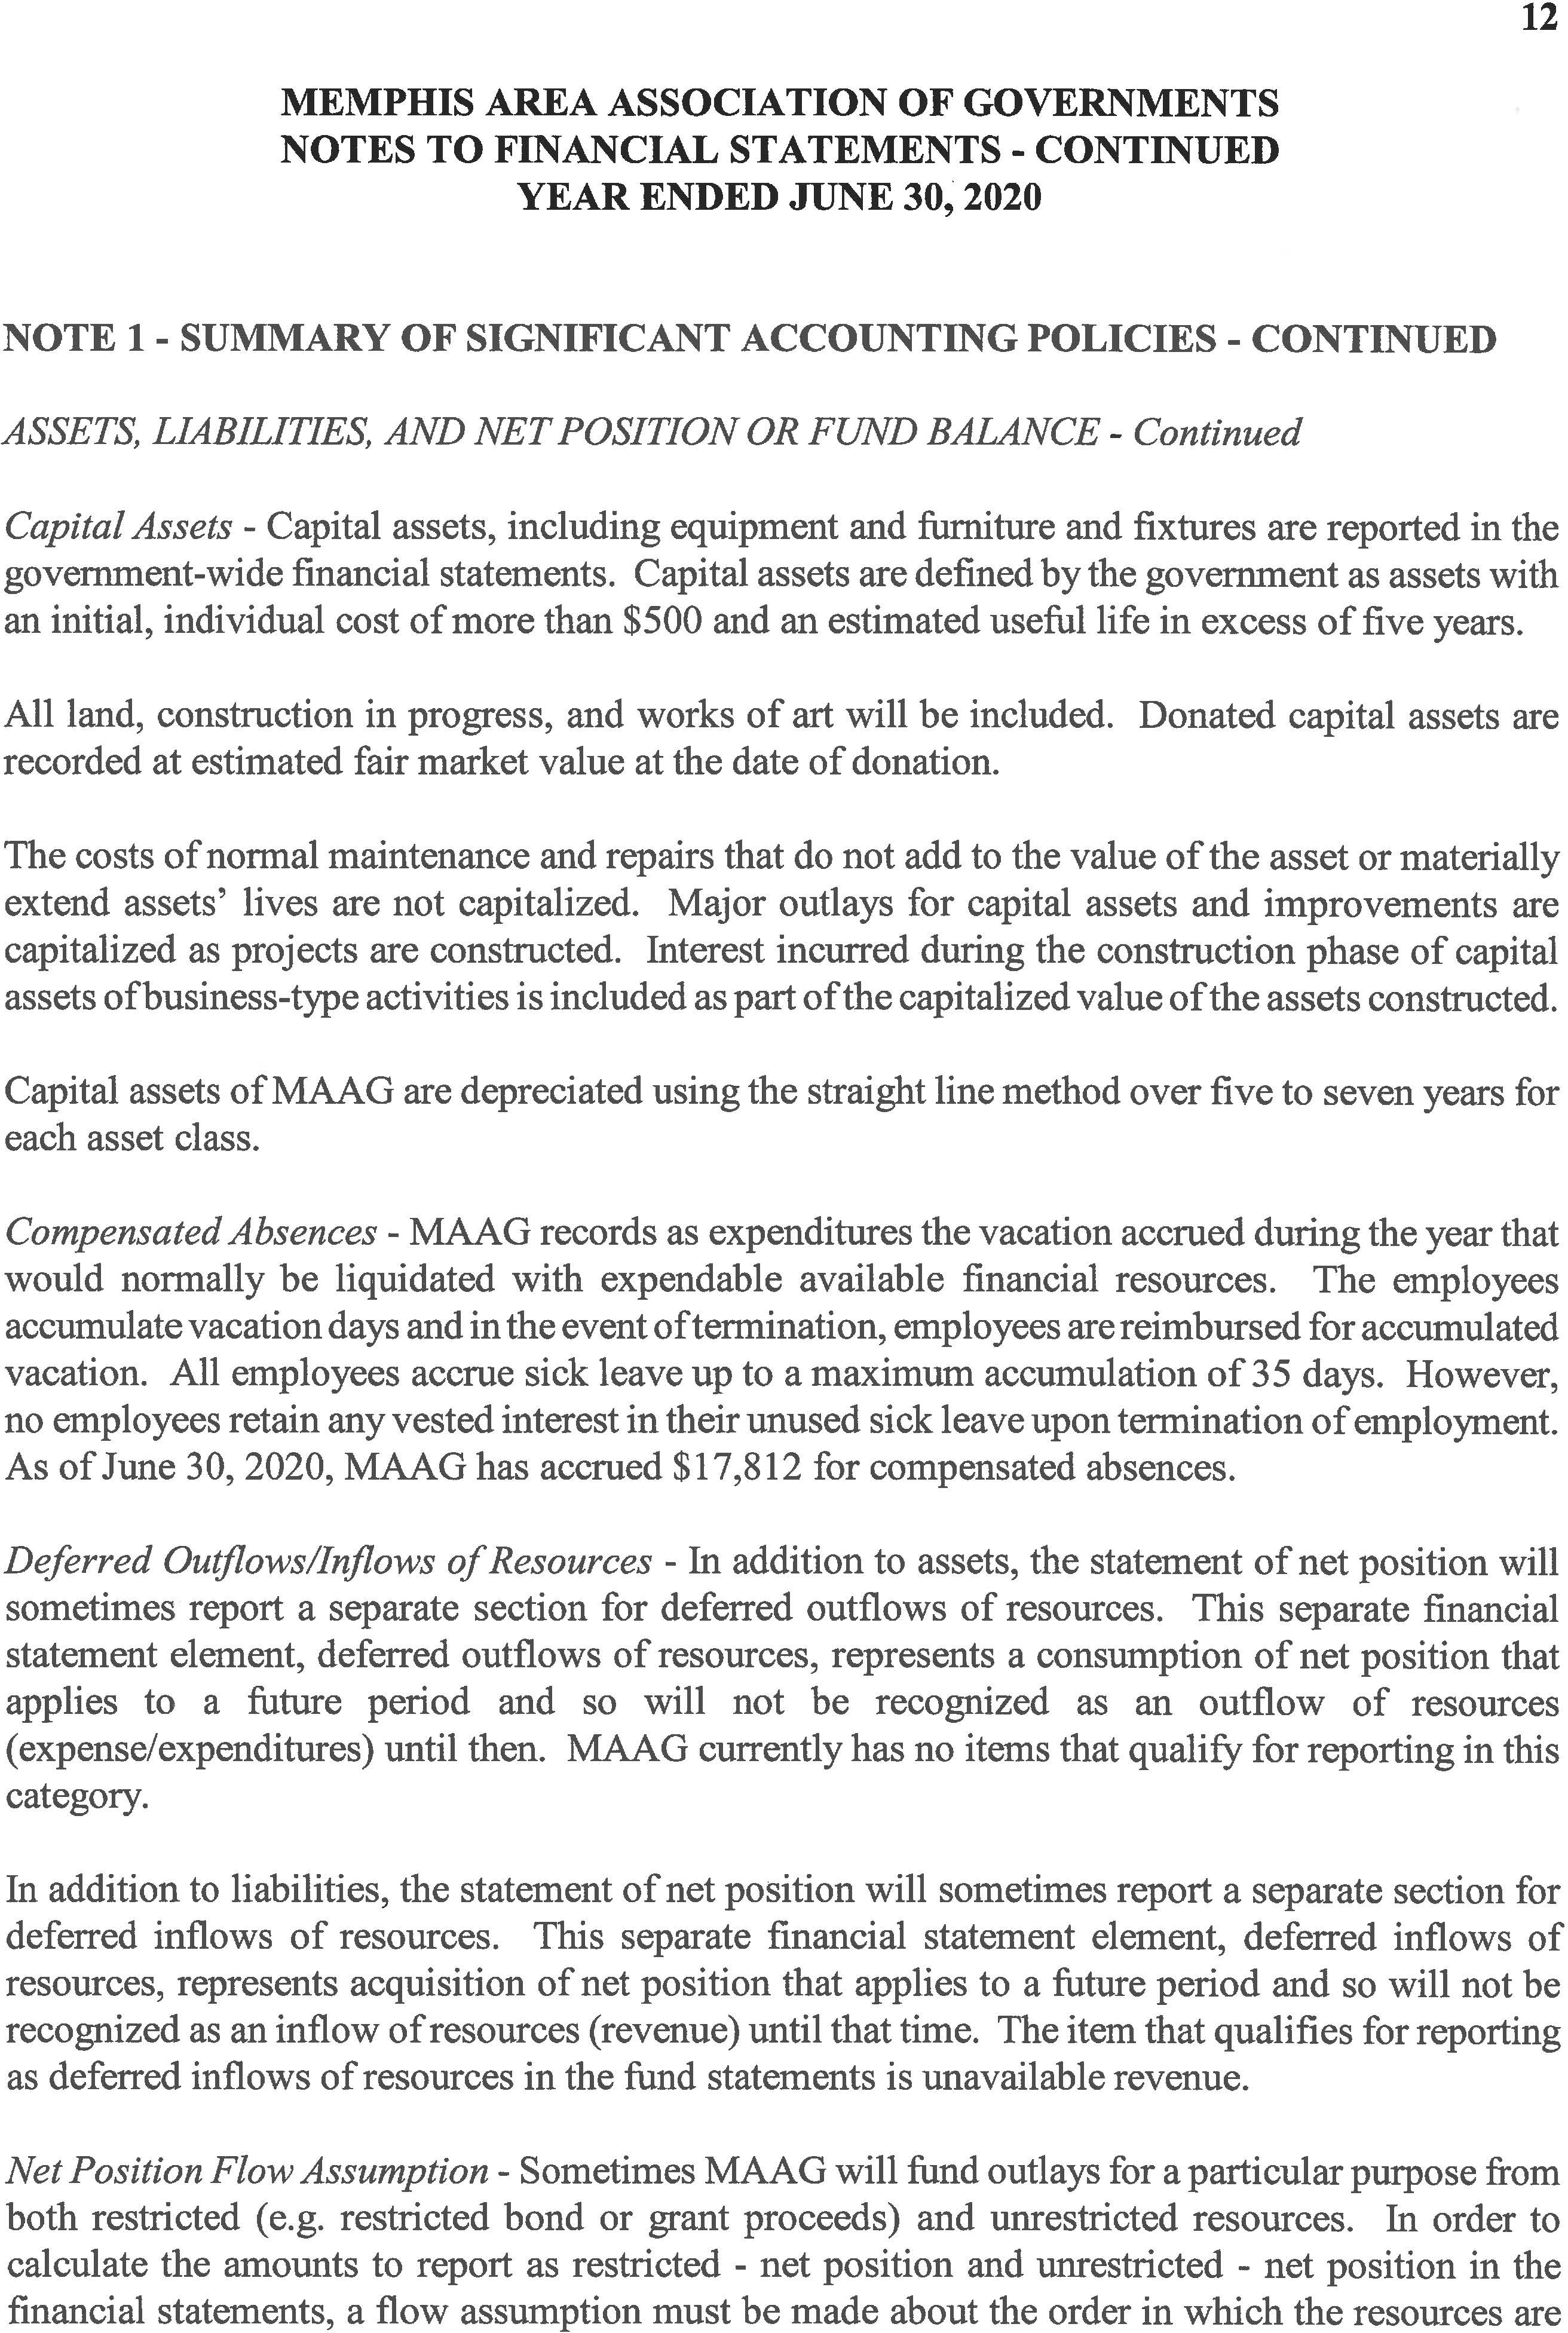 12
MEMPHIS AREA ASSOCIATION OF GOVERNMENTS
NOTES TO FINANCIAL STATEMENTS - CONTINUED
YEAR ENDED JUNE 30, 2020
NOTE 1 - SUMMARY OF SIGNIFICANT ACCOUNTING POLICIES - CONTINUED
ASSETS, LIABILITIES, AND NET POSITION OR FUND BALANCE - Continued
Capital Assets - Capital assets, including equipment and furniture and fixtures are reported in the
government-wide financial statements. Capital assets are defined by the government as assets with
an initial, individual cost of more than $500 and an estimated useful life in excess of five years.
All land, construction in progress, and works of art will be included. Donated capital assets are
recorded at estimated fair market value at the date of donation.
The costs of normal maintenance and repairs that do not add to the value of the asset or materially
extend assets’ lives are not capitalized. Major outlays for capital assets and improvements are
capitalized as projects are constructed. Interest incurred during the construction phase of capital
assets of business-type activities is included as part of the capitalized value of the assets constructed.
Capital assets of MAAG are depreciated using the straight line method over five to seven years for
each asset class.
Compensated Absences - MAAG records as expenditures the vacation accrued during the year that
would normally be liquidated with expendable available financial resources. The employees
accumulate vacation days and in the event of termination, employees are reimbursed for accumulated
vacation. All employees accrue sick leave up to a maximum accumulation of 35 days. However,
no employees retain any vested interest in their unused sick leave upon termination of employment.
As of June 30, 2020, MAAG has accrued $17,812 for compensated absences.
Deferred Outflows/Inflows of Resources - In addition to assets, the statement of net position will
sometimes report a separate section for deferred outflows of resources. This separate financial
statement element, deferred outflows of resources, represents a consumption of net position that
applies to a future period and so will not be recognized as an outflow of resources
(expense/expenditures) until then. MAAG currently has no items that qualify for reporting in this
category.
In addition to liabilities, the statement of net position will sometimes report a separate section for
deferred inflows of resources. This separate financial statement element, deferred inflows of
resources, represents acquisition of net position that applies to a future period and so will not be
recognized as an inflow of resources (revenue) until that time. The item that qualifies for reporting
as deferred inflows of resources in the fund statements is unavailable revenue.
Net Position Flow Assumption - Sometimes MAAG will fund outlays for a particular purpose from
both restricted (e.g. restricted bond or grant proceeds) and unrestricted resources. In order to
calculate the amounts to report as restricted - net position and unrestricted - net position in the
financial statements, a flow assumption must be made about the order in which the resources are